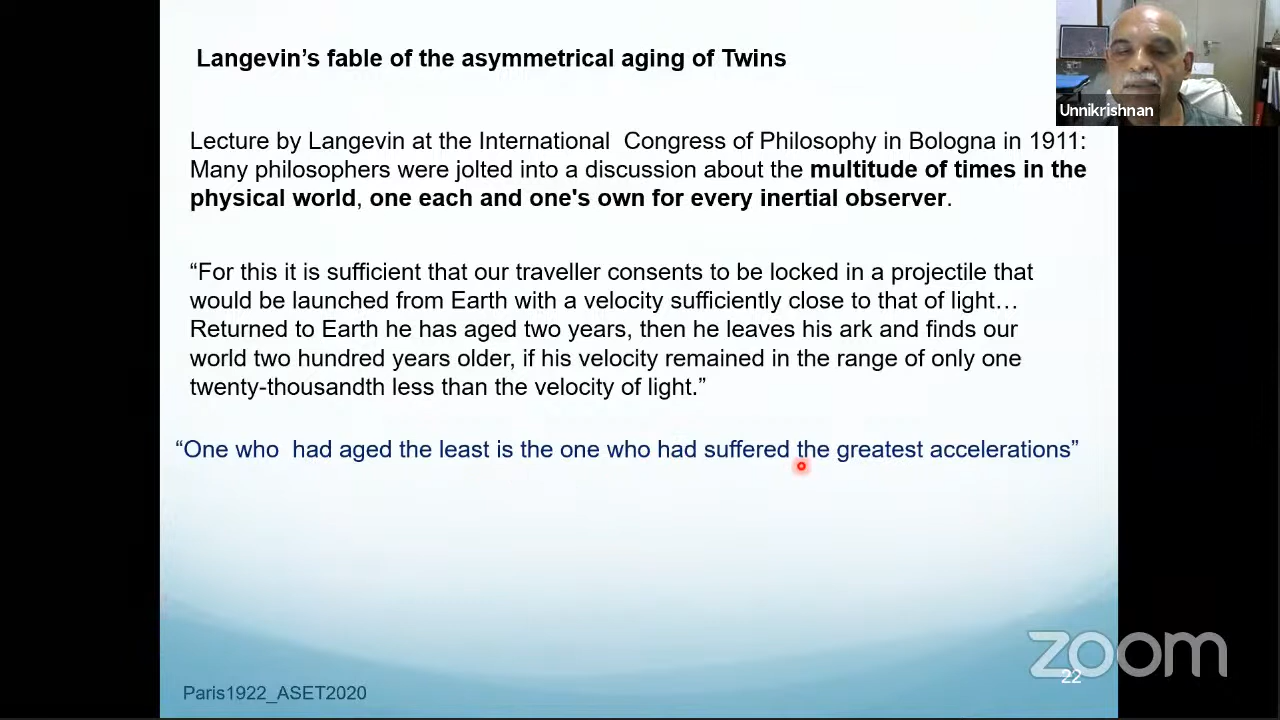 Langevin’s fable of the asymmetrical aging of Twins
Unnikrishnan
Lecture by Langevin at the International Congress of Philosophy in Bologna in 1911:
Many philosophers were jolted into a discussion about the multitude of times in the
physical world, one each and one's own for every inertial observer.
“For this it is sufficient that our traveller consents to be locked in a projectile that
would be launched from Earth with a velocity sufficiently close to that of light…
Returned to Earth he has aged two years, then he leaves his ark and finds our
world two hundred years older, if his velocity remained in the range of only one
twenty-thousandth less than the velocity of light.”
“One who had aged the least is the one who had suffered the greatest accelerations”
zoom
22
Paris1922_ASET2020